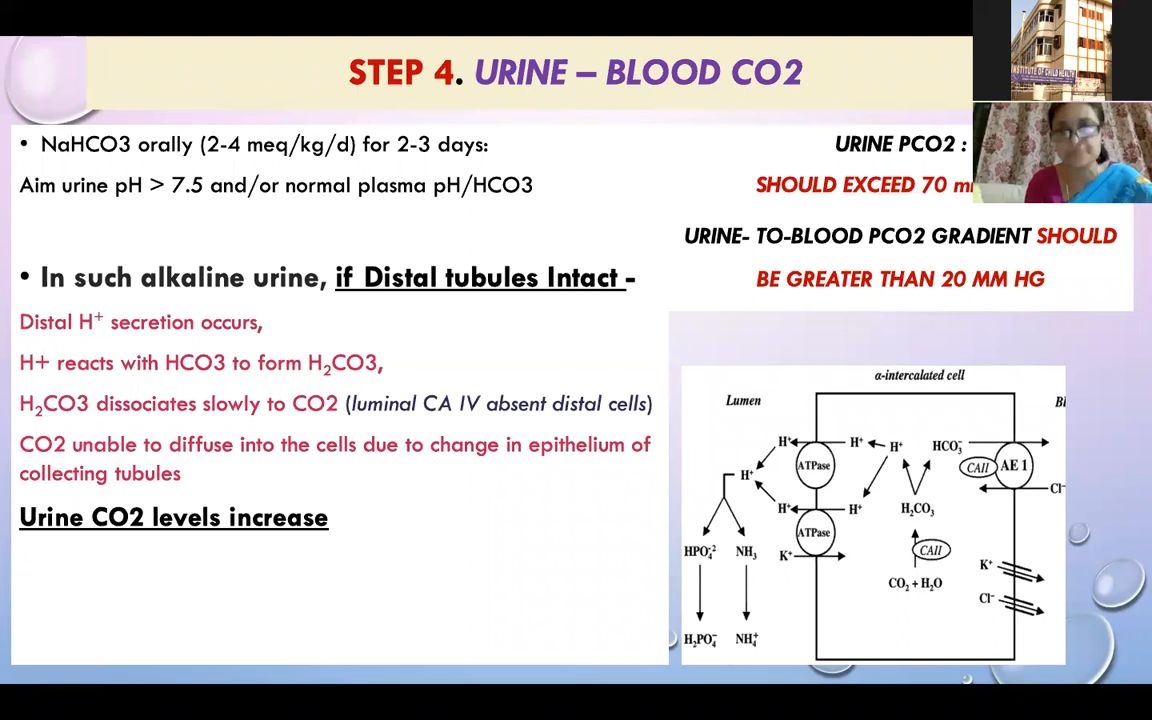 STEP 4. URINE – BLOOD CO2
INSTITUTE OF CHILD HEALTH
• NaHCO3 orally (2-4 meq/kg/d) for 2-3 days:
Aim urine pH > 7.5 and/or normal plasma pH/HCO3
URINE PCO2 :
SHOULD EXCEED 70
URINE- TO-BLOOD PCO2 GRADIENT SHOULD
BE GREATER THAN 20 MM HG
• In such alkaline urine, if Distal tubules Intact -
Distal H⁺ secretion occurs,
H+ reacts with HCO3 to form H₂CO3,
H₂CO3 dissociates slowly to CO2 (luminal CA IV absent distal cells)
CO2 unable to diffuse into the cells due to change in epithelium of
collecting tubules
Urine CO2 levels increase
α-intercalated cell
Lumen
H⁺ H⁺ H⁺ HCO₃⁻
ATPase CAII AE 1
H⁺
Cl⁻
H⁺ H⁺ H₂CO₃
ATPase
HPO₄⁻² NH₃ K⁺ CAII
K⁺
CO₂ + H₂O
Cl⁻
H₂PO₄⁻ NH₄⁺